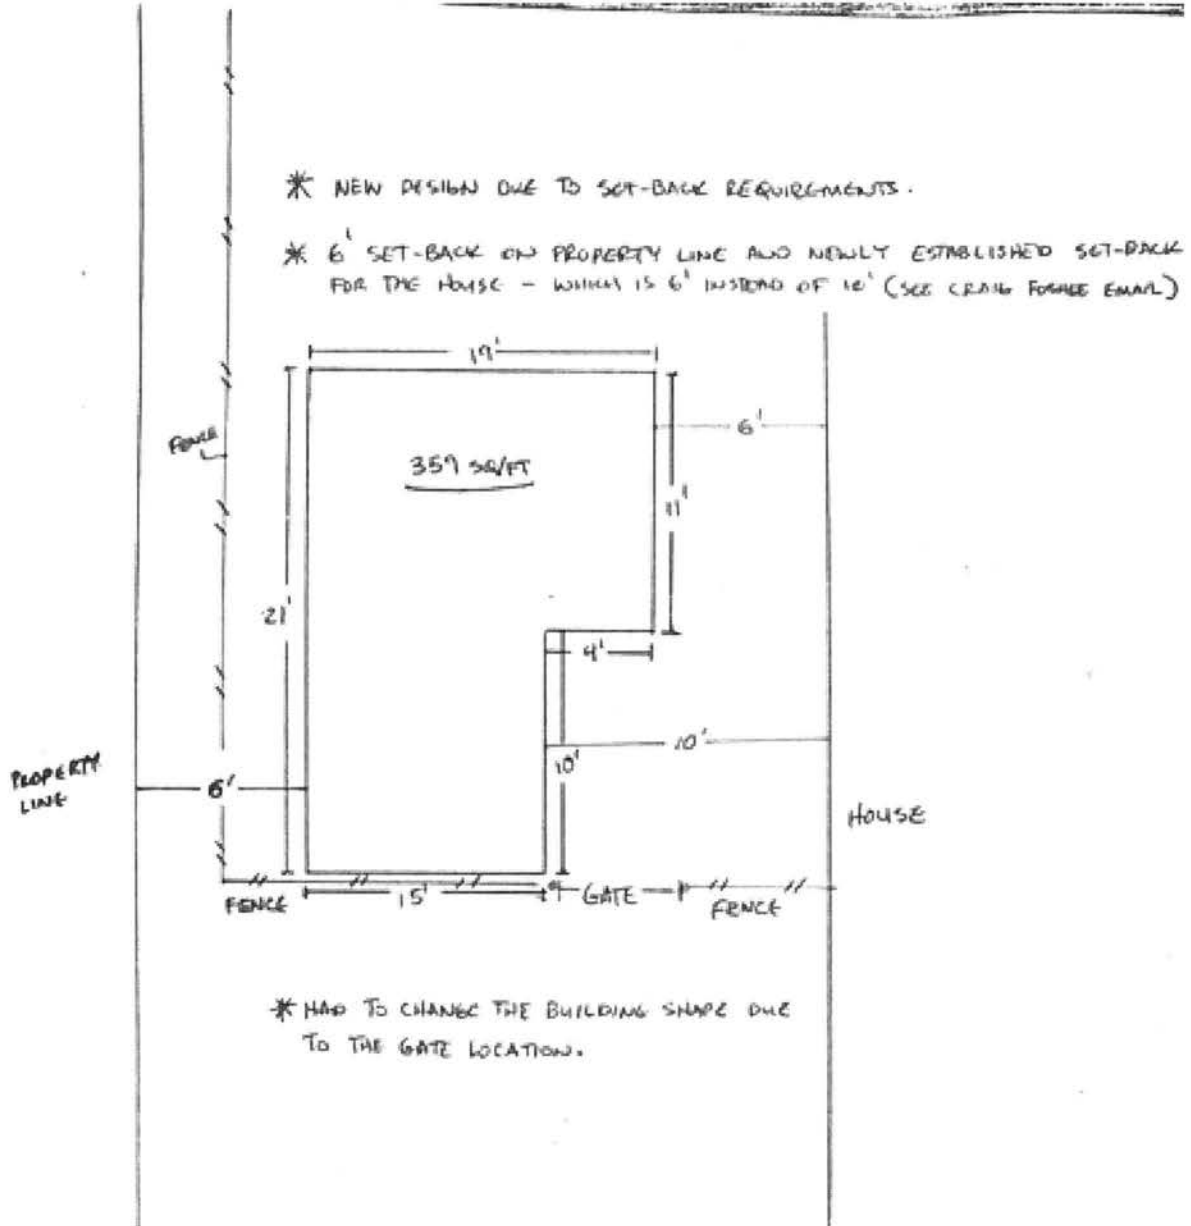 * NEW DESIGN DUE TO SET-BACK REQUIREMENTS.
* 6' SET-BACK ON PROPERTY LINE AND NEWLY ESTABLISHED SET-BACK
FOR THE HOUSE - WHICH IS 6' INSTEAD OF 10' (SEE CRAIG FOSHEE EMAIL)
19'
6'
FENCE
359 SQ/FT
11'
21'
4'
10'
10'
PROPERTY
LINE
6'
HOUSE
FENCE
15'
GATE
FENCE
* HAD TO CHANGE THE BUILDING SHAPE DUE
TO THE GATE LOCATION.